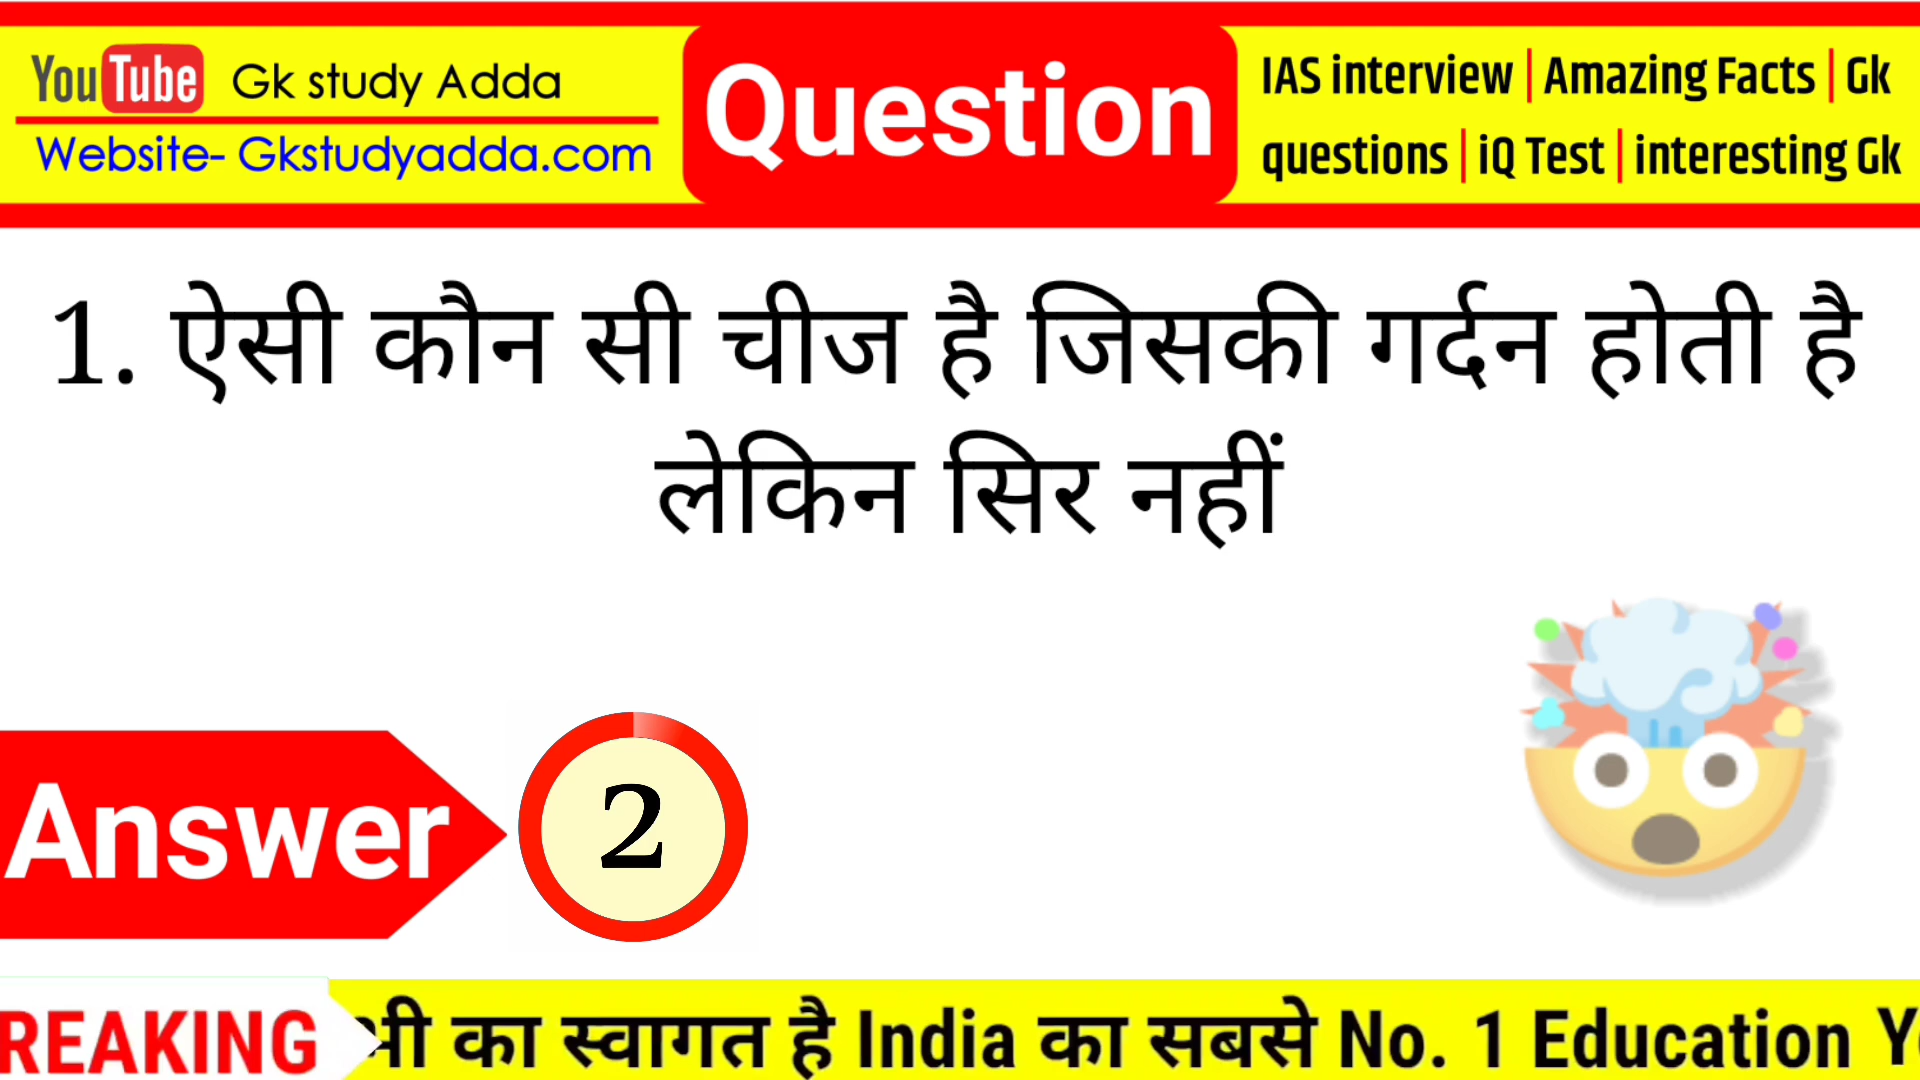 YouTube Gk study Adda
Website- Gkstudyadda.com
Question
IAS interview | Amazing Facts | Gk
questions | iQ Test | interesting Gk
1. ऐसी कौन सी चीज है जिसकी गर्दन होती है
लेकिन सिर नहीं
Answer
2
REAKING
का स्वागत है India का सबसे No. 1 Education